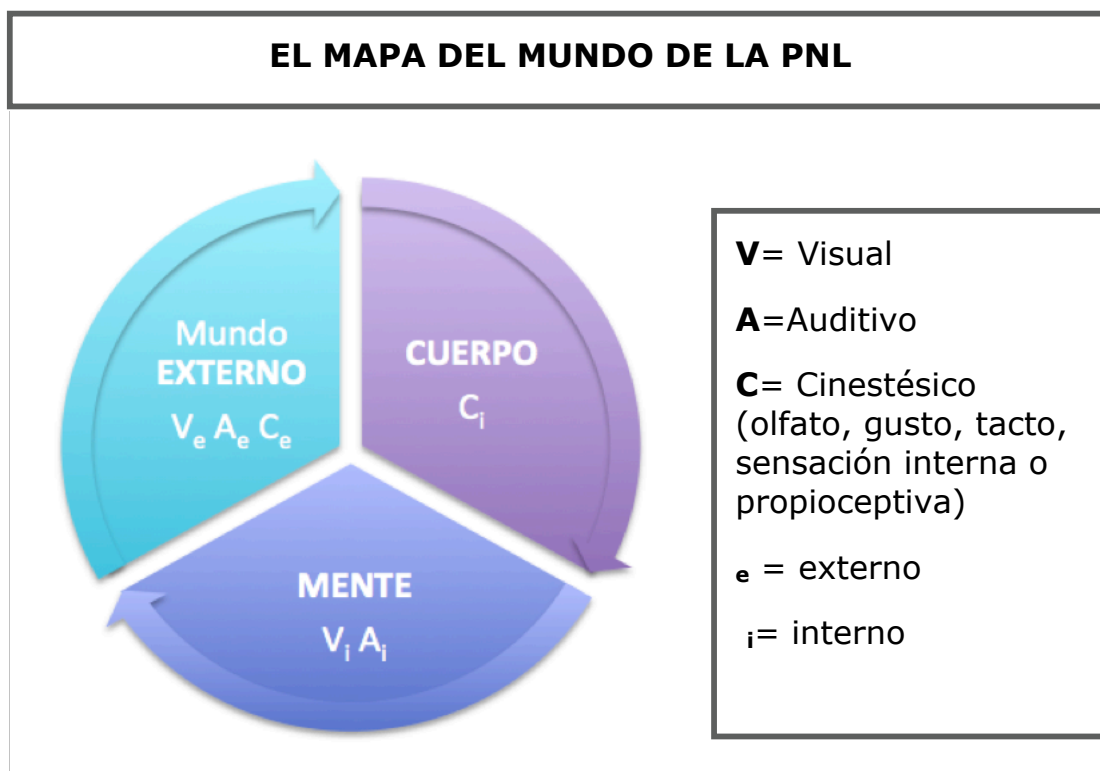 EL MAPA DEL MUNDO DE LA PNL
Mundo
EXTERNO
Vₑ Aₑ Cₑ
CUERPO
Cᵢ
MENTE
Vᵢ Aᵢ
V= Visual
A=Auditivo
C= Cinestésico
(olfato, gusto, tacto,
sensación interna o
propioceptiva)
ₑ = externo
ᵢ= interno